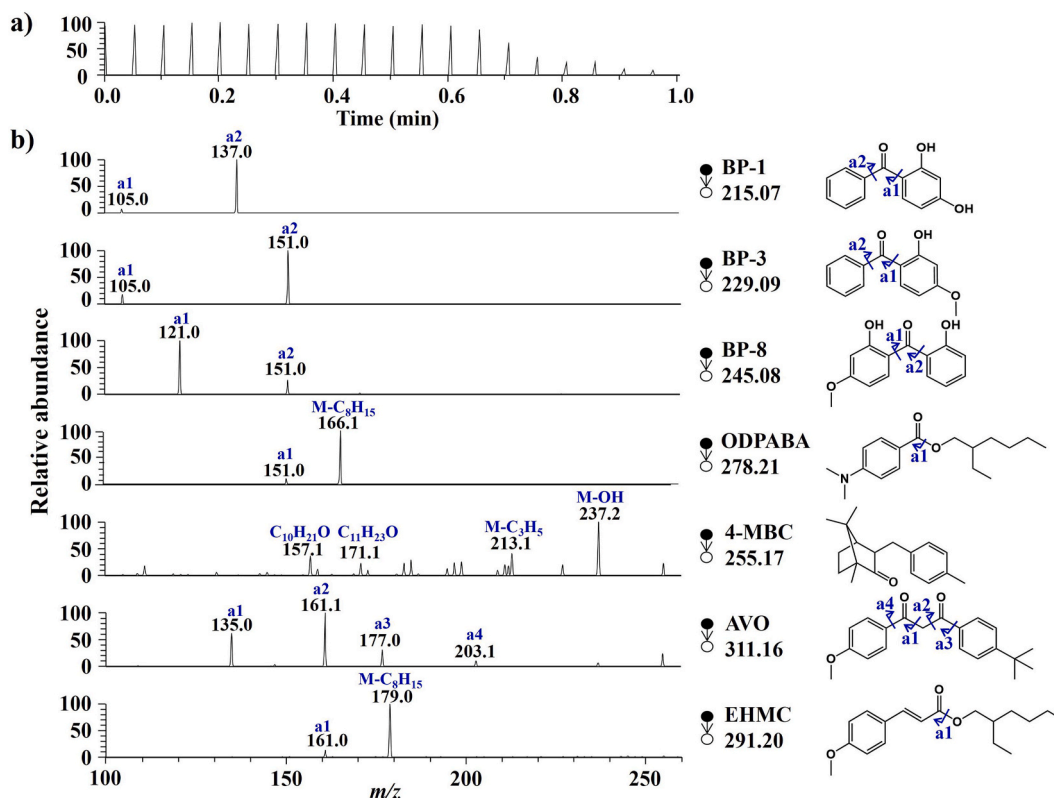 a)
100
50
0
0.0 0.2 0.4 0.6 0.8 1.0
Time (min)
b)
Relative abundance
a2
137.0
a1
105.0
100
50
0
BP-1
215.07
O
OH
a2
a1
OH
a2
151.0
a1
105.0
100
50
0
BP-3
229.09
O
OH
a2
a1
O
a1
121.0
a2
151.0
100
50
0
BP-8
245.08
OH
O
OH
a1
a2
O
M-C₈H₁₅
166.1
a1
151.0
100
50
0
ODPABA
278.21
O
a1
O
N
M-OH
237.2
C₁₀H₂₁O
157.1
C₁₁H₂₃O
171.1
M-C₃H₅
213.1
100
50
0
4-MBC
255.17
O
a1
135.0
a2
161.1
a3
177.0
a4
203.1
100
50
0
AVO
311.16
a4
O
a2
O
a1
a3
O
M-C₈H₁₅
179.0
a1
161.0
100
50
0
EHMC
291.20
O
a1
O
O
100 150 200 250
m/z